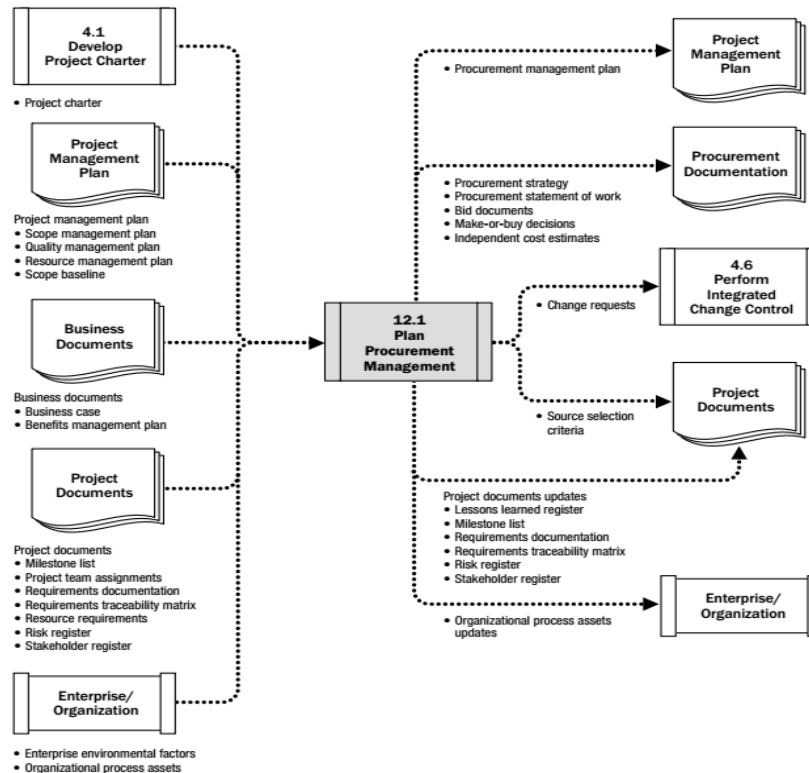 4.1
Develop
Project Charter
• Project charter
Project
Management
Plan
Project management plan
• Scope management plan
• Quality management plan
• Resource management plan
• Scope baseline
Business
Documents
Business documents
• Business case
• Benefits management plan
Project
Documents
Project documents
• Milestone list
• Project team assignments
• Requirements documentation
• Requirements traceability matrix
• Resource requirements
• Risk register
• Stakeholder register
Enterprise/
Organization
• Enterprise environmental factors
• Organizational process assets
12.1
Plan
Procurement
Management
• Procurement management plan
Project
Management
Plan
• Procurement strategy
• Procurement statement of work
• Bid documents
• Make-or-buy decisions
• Independent cost estimates
Procurement
Documentation
• Change requests
4.6
Perform
Integrated
Change Control
• Source selection
criteria
Project
Documents
Project documents updates
• Lessons learned register
• Milestone list
• Requirements documentation
• Requirements traceability matrix
• Risk register
• Stakeholder register
• Organizational process assets
updates
Enterprise/
Organization